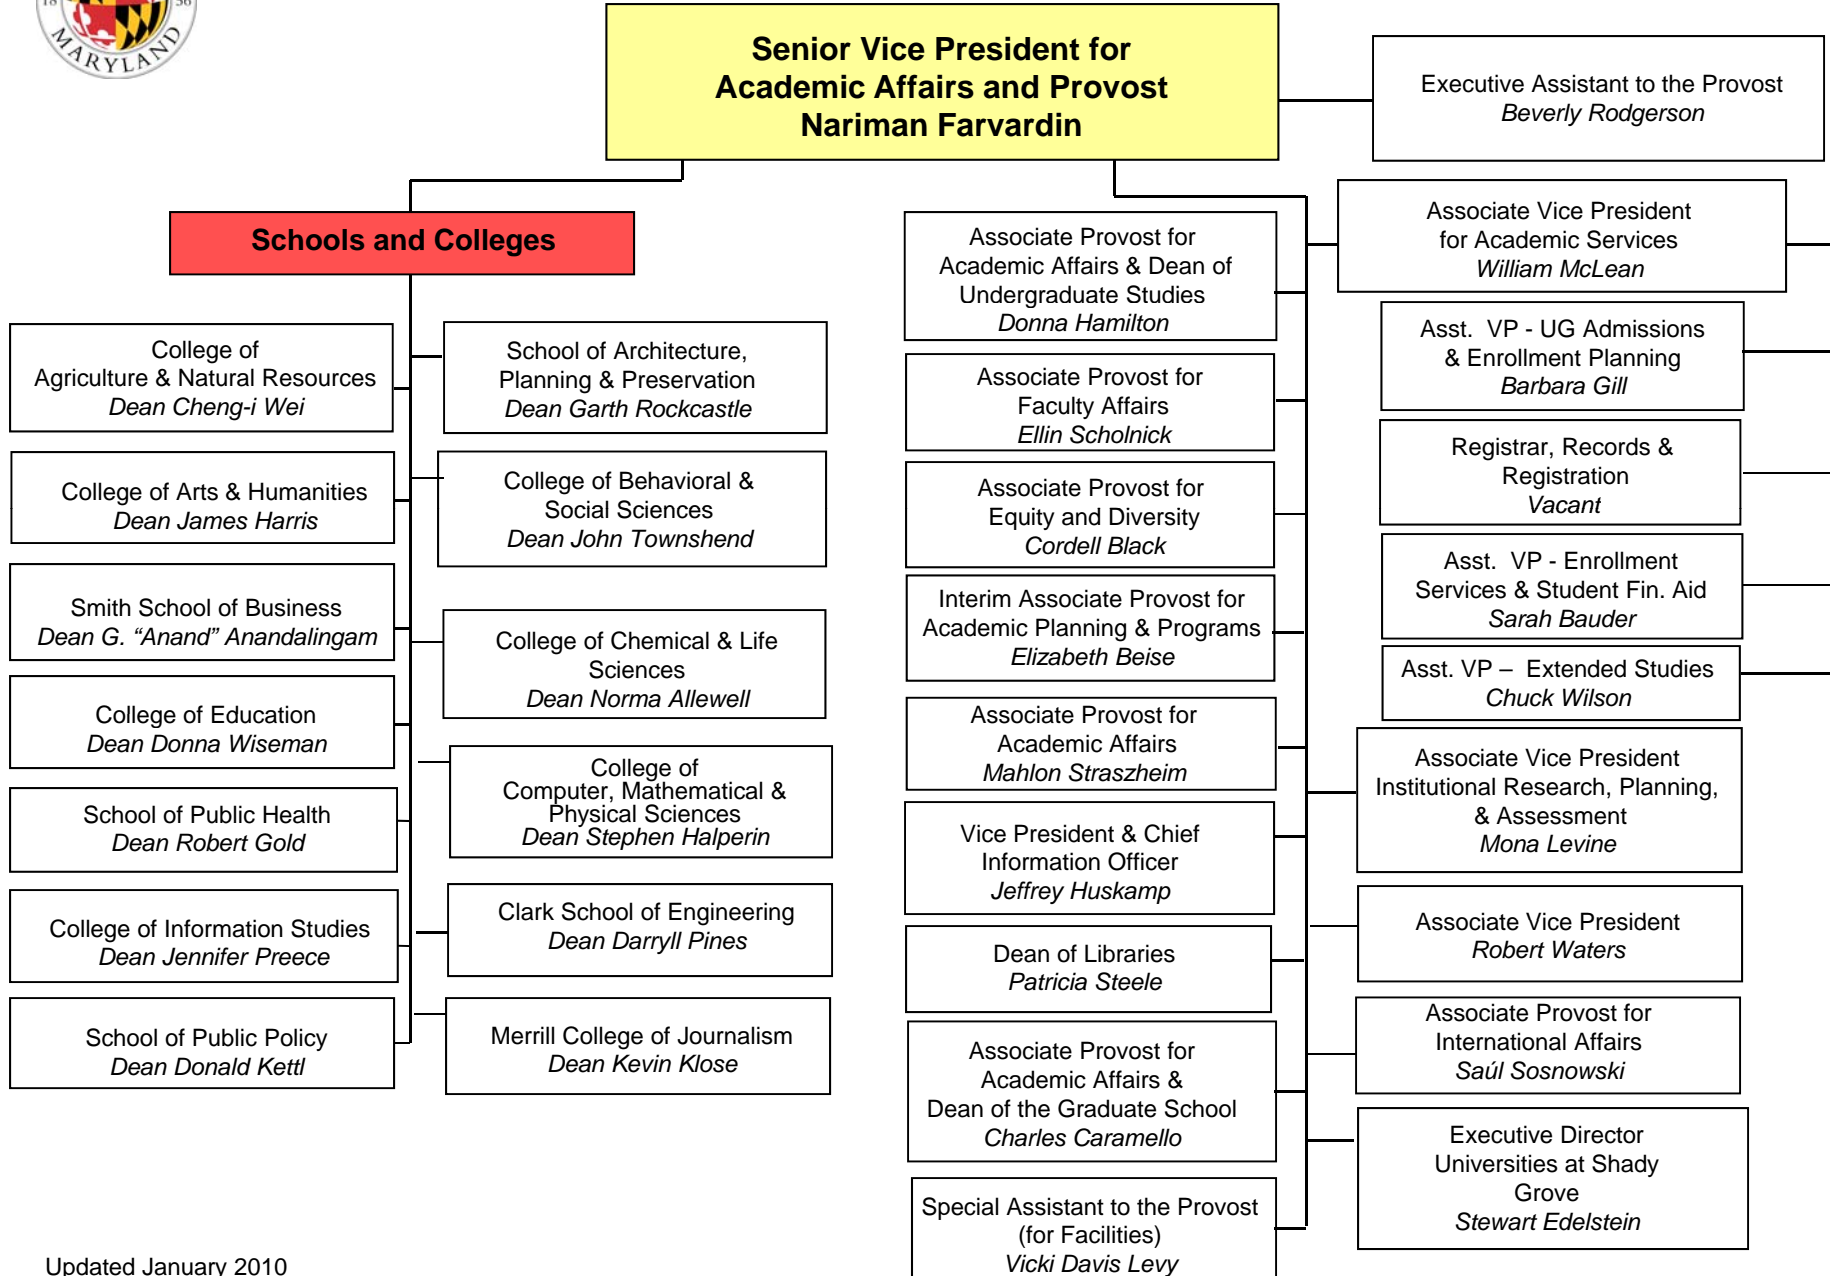 18 56
MARYLAND
Senior Vice President for
Academic Affairs and Provost
Nariman Farvardin
Executive Assistant to the Provost
Beverly Rodgerson
Schools and Colleges
College of
Agriculture & Natural Resources
Dean Cheng-i Wei
School of Architecture,
Planning & Preservation
Dean Garth Rockcastle
College of Arts & Humanities
Dean James Harris
College of Behavioral &
Social Sciences
Dean John Townshend
Smith School of Business
Dean G. “Anand” Anandalingam
College of Chemical & Life
Sciences
Dean Norma Allewell
College of Education
Dean Donna Wiseman
College of
Computer, Mathematical &
Physical Sciences
Dean Stephen Halperin
School of Public Health
Dean Robert Gold
Clark School of Engineering
Dean Darryll Pines
College of Information Studies
Dean Jennifer Preece
School of Public Policy
Dean Donald Kettl
Merrill College of Journalism
Dean Kevin Klose
Associate Provost for
Academic Affairs & Dean of
Undergraduate Studies
Donna Hamilton
Associate Provost for
Faculty Affairs
Ellin Scholnick
Associate Provost for
Equity and Diversity
Cordell Black
Interim Associate Provost for
Academic Planning & Programs
Elizabeth Beise
Associate Provost for
Academic Affairs
Mahlon Straszheim
Vice President & Chief
Information Officer
Jeffrey Huskamp
Dean of Libraries
Patricia Steele
Associate Provost for
Academic Affairs &
Dean of the Graduate School
Charles Caramello
Special Assistant to the Provost
(for Facilities)
Vicki Davis Levy
Associate Vice President
for Academic Services
William McLean
Asst. VP - UG Admissions
& Enrollment Planning
Barbara Gill
Registrar, Records &
Registration
Vacant
Asst. VP - Enrollment
Services & Student Fin. Aid
Sarah Bauder
Asst. VP – Extended Studies
Chuck Wilson
Associate Vice President
Institutional Research, Planning,
& Assessment
Mona Levine
Associate Vice President
Robert Waters
Associate Provost for
International Affairs
Saúl Sosnowski
Executive Director
Universities at Shady
Grove
Stewart Edelstein
Updated January 2010